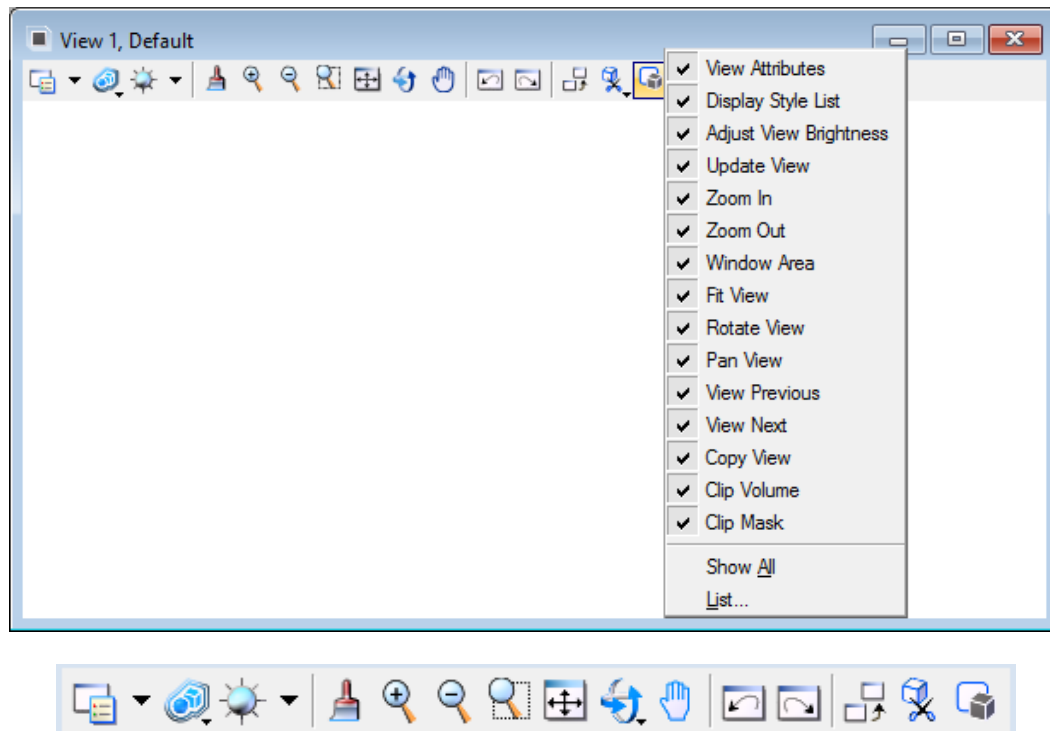 View 1, Default
View Attributes
Display Style List
Adjust View Brightness
Update View
Zoom In
Zoom Out
Window Area
Fit View
Rotate View
Pan View
View Previous
View Next
Copy View
Clip Volume
Clip Mask
Show All
List...